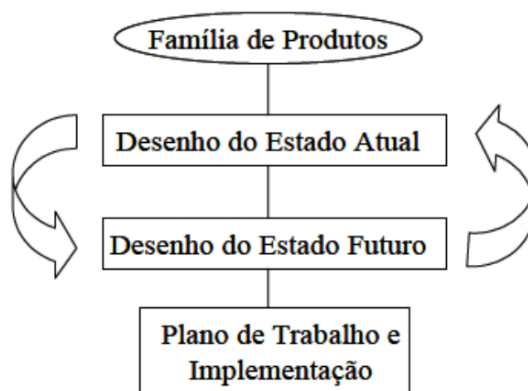 Família de Produtos
Desenho do Estado Atual
Desenho do Estado Futuro
Plano de Trabalho e
Implementação